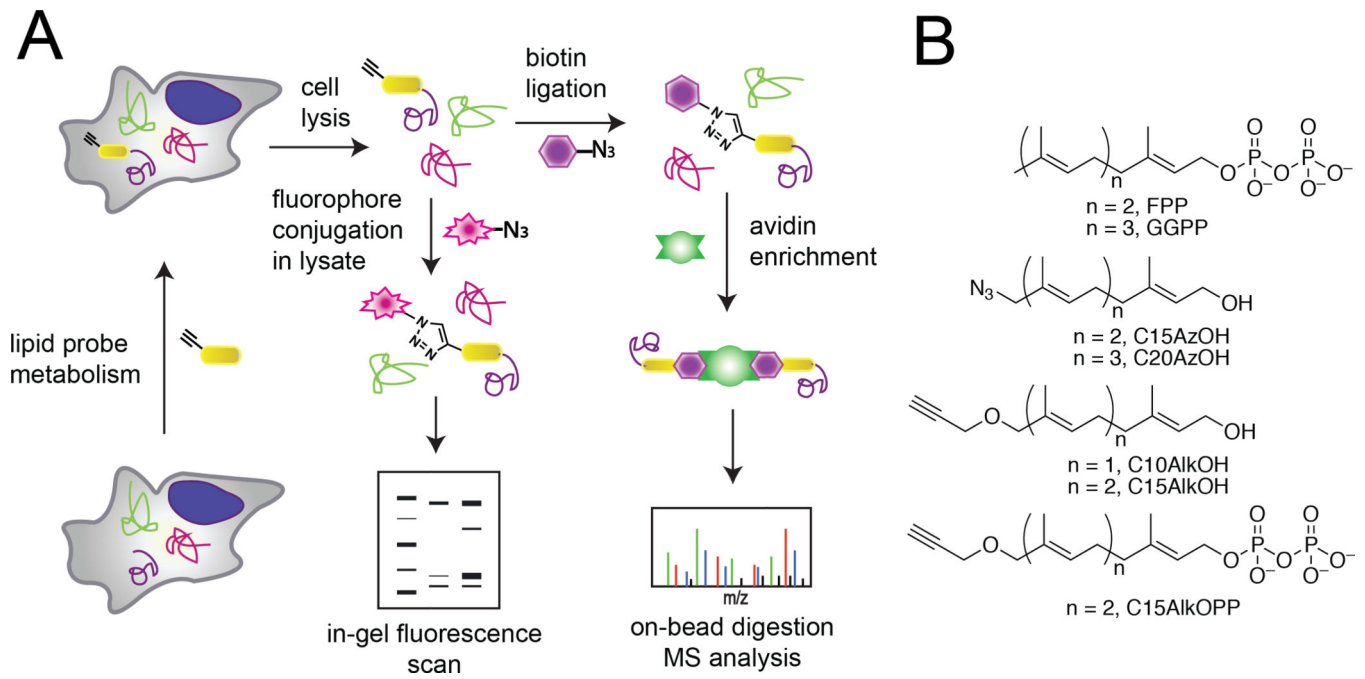 A
cell
lysis
biotin
ligation
N3
fluorophore
conjugation
in lysate
N3
avidin
enrichment
N
N
N
N
N
N
lipid probe
metabolism
m/z
in-gel fluorescence
scan
on-bead digestion
MS analysis
B
O O
P P
O O O
O– O–
O–
n
n = 2, FPP
n = 3, GGPP
N3
OH
n
n = 2, C15AzOH
n = 3, C20AzOH
O
OH
n
n = 1, C10AlkOH
n = 2, C15AlkOH
O O
O
P P
O O O–
O– O–
n
n = 2, C15AlkOPP